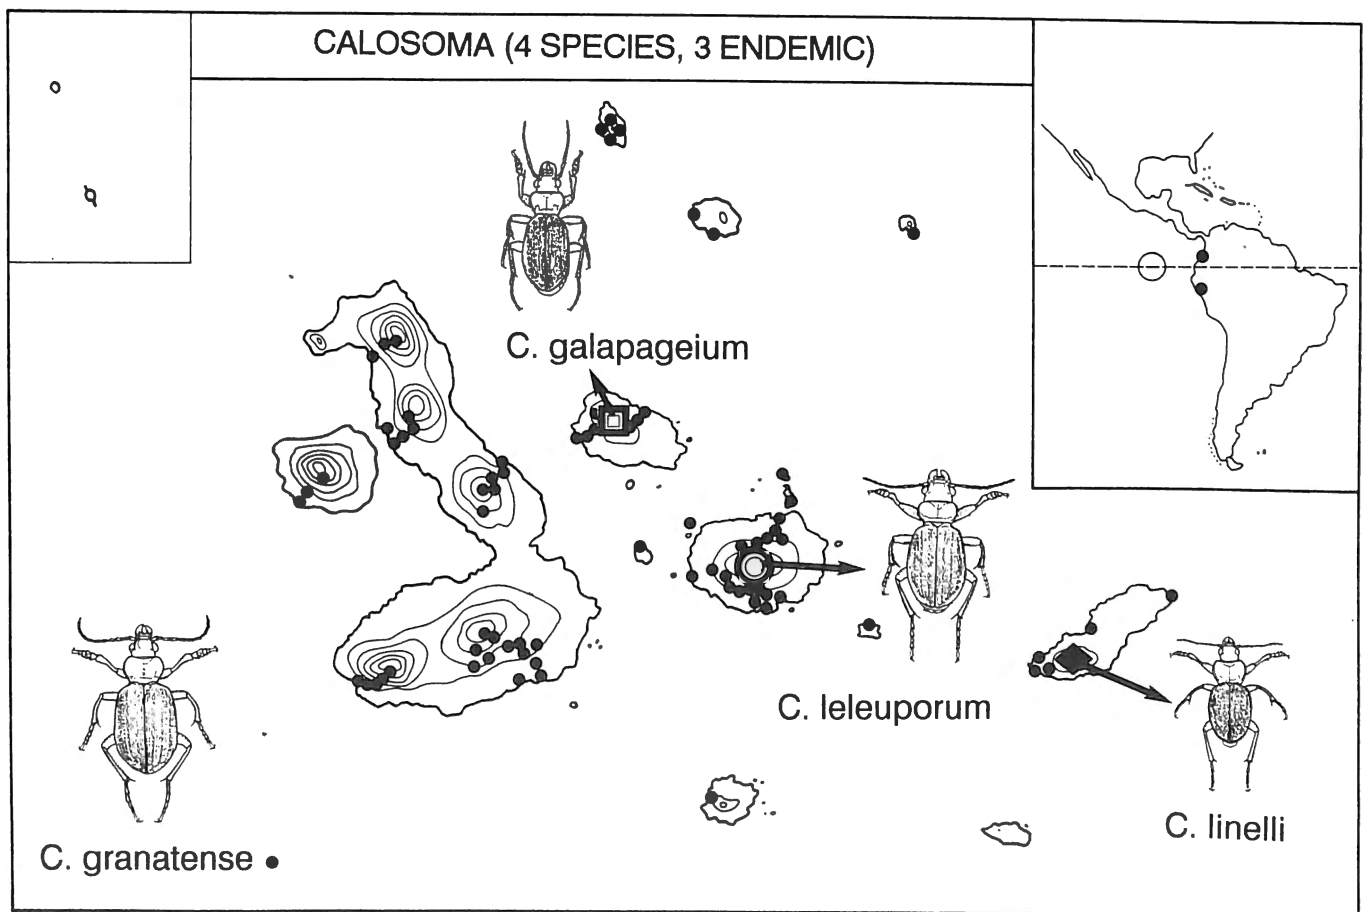 CALOSOMA (4 SPECIES, 3 ENDEMIC)
C. galapageium
C. leleuporum
C. linelli
C. granatense